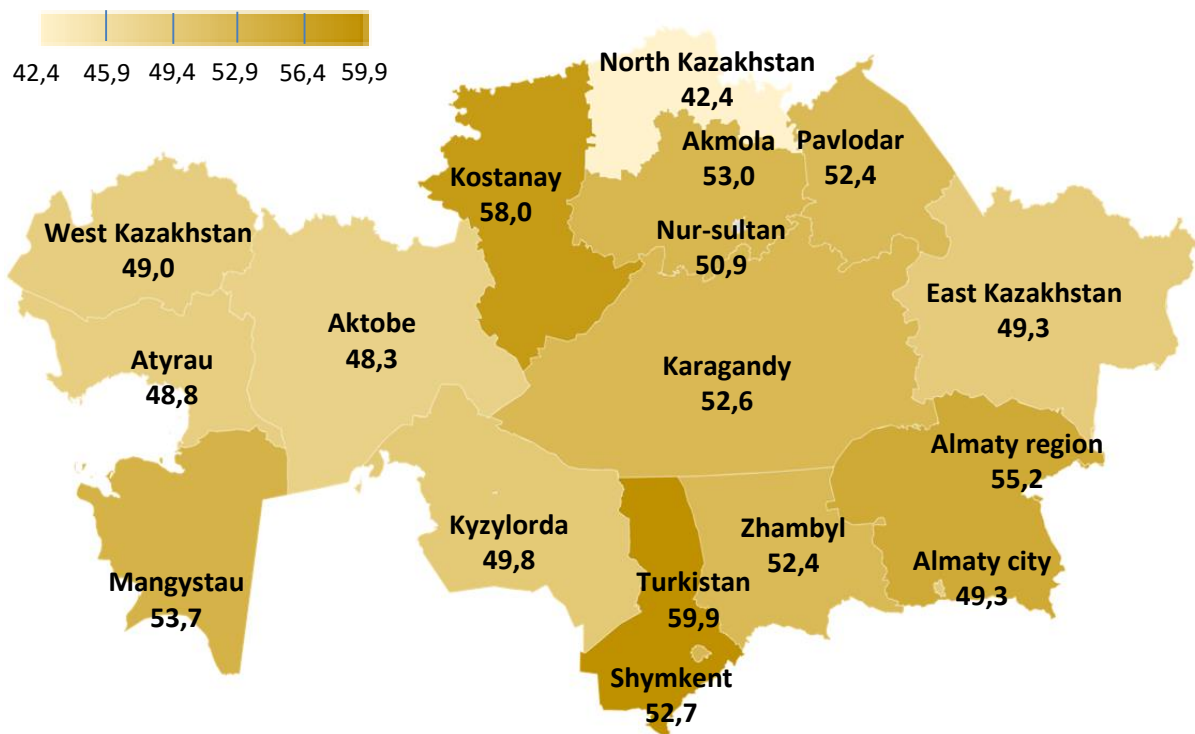 42,4 45,9 49,4 52,9 56,4 59,9
North Kazakhstan
42,4
Akmola
53,0
Pavlodar
52,4
Kostanay
58,0
Nur-sultan
50,9
West Kazakhstan
49,0
East Kazakhstan
49,3
Aktobe
48,3
Atyrau
48,8
Karagandy
52,6
Almaty region
55,2
Kyzylorda
49,8
Zhambyl
52,4
Almaty city
49,3
Mangystau
53,7
Turkistan
59,9
Shymkent
52,7